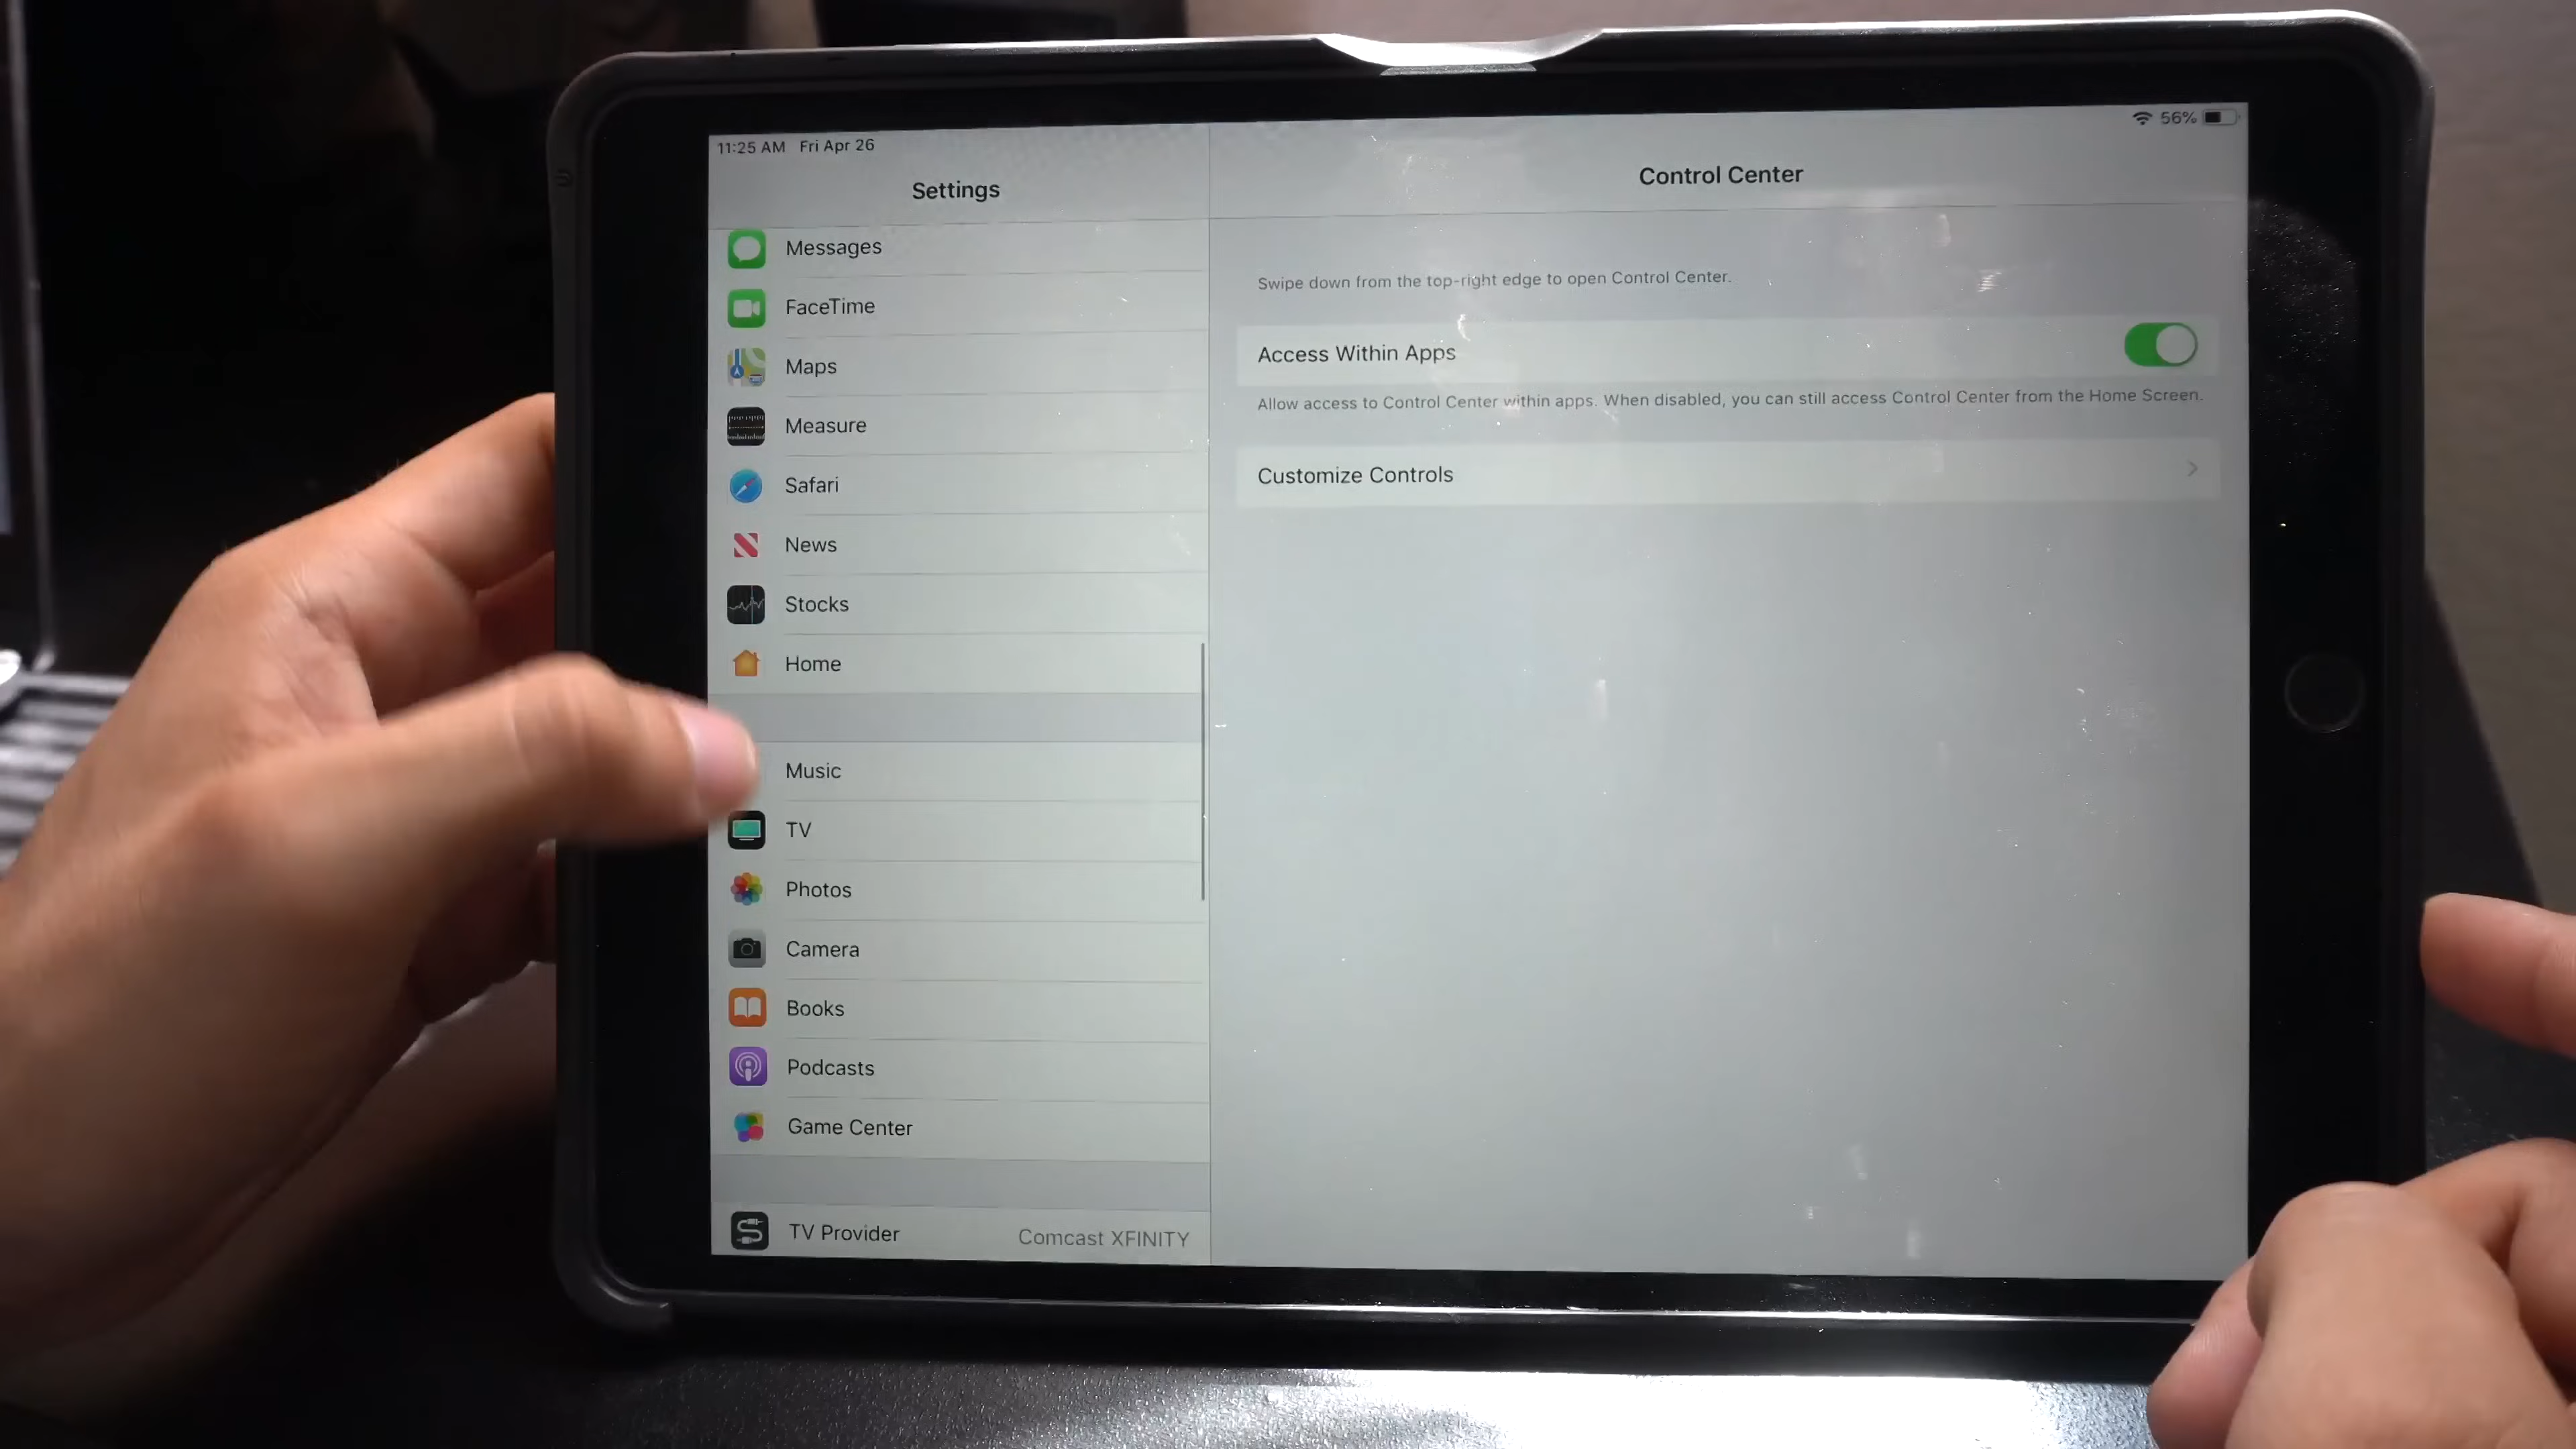 11:25 AM Fri Apr 26
56%
Settings
Messages
FaceTime
Maps
Measure
Safari
News
Stocks
Home
Music
TV
Photos
Camera
Books
Podcasts
Game Center
TV Provider Comcast XFINITY
Control Center
Swipe down from the top-right edge to open Control Center.
Access Within Apps
Allow access to Control Center within apps. When disabled, you can still access Control Center from the Home Screen.
Customize Controls